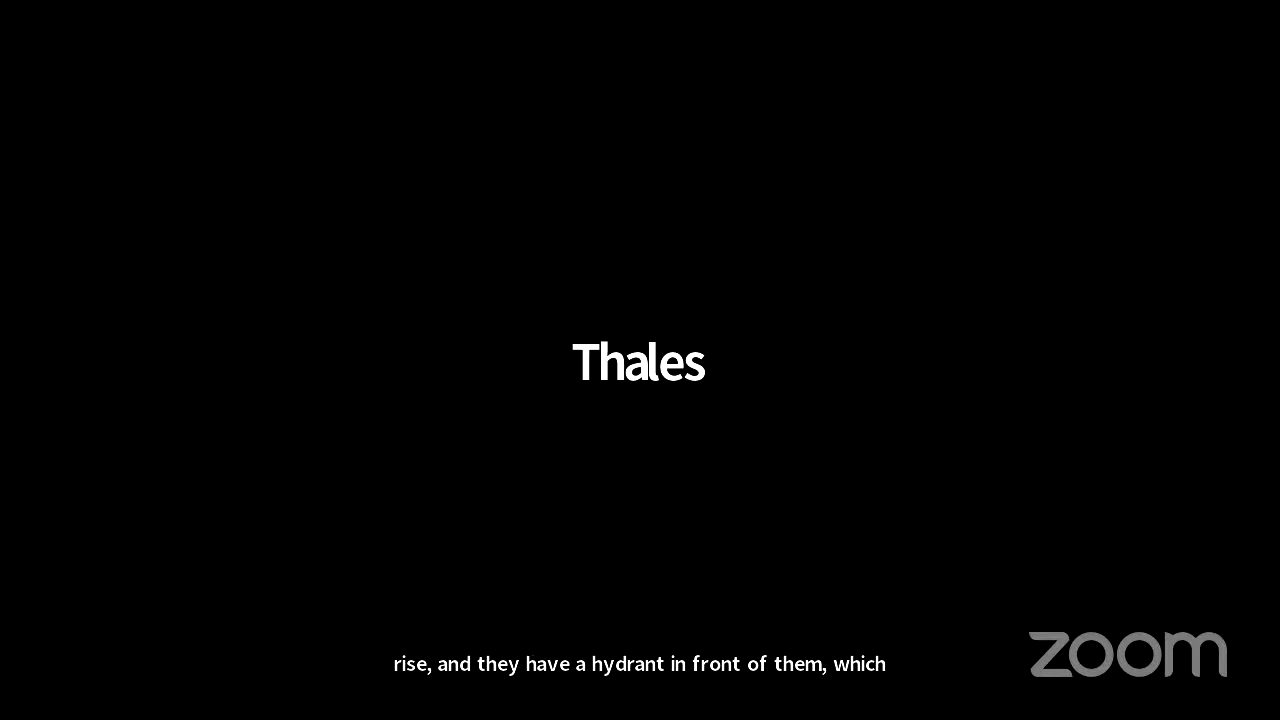 Thales
rise, and they have a hydrant in front of them, which
zoom